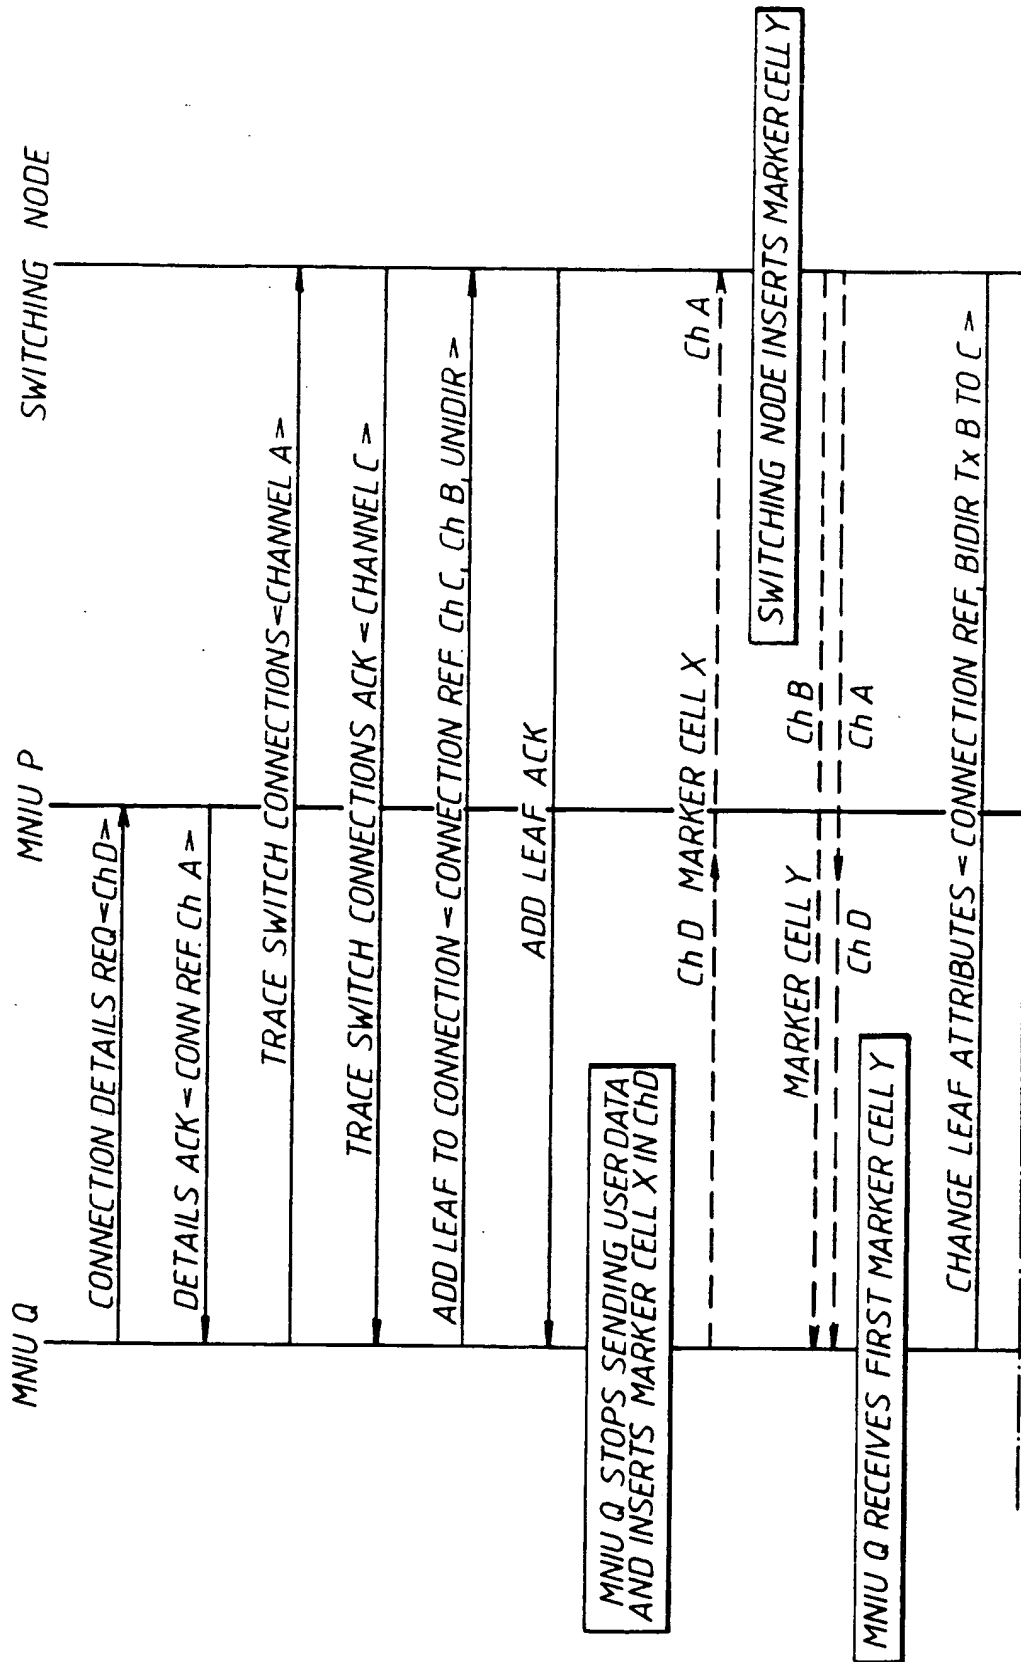 MNIU Q
MNIU P
SWITCHING NODE
CONNECTION DETAILS REQ<ChD>
DETAILS ACK <CONN REF. Ch A>
TRACE SWITCH CONNECTIONS<CHANNEL A>
TRACE SWITCH CONNECTIONS ACK <CHANNEL C>
ADD LEAF TO CONNECTION<CONNECTION REF. Ch C, Ch B, UNIDIR>
ADD LEAF ACK
MNIU Q STOPS SENDING USER DATA
AND INSERTS MARKER CELL X IN ChD
Ch D MARKER CELL X
Ch A
SWITCHING NODE INSERTS MARKER CELL Y
MARKER CELL Y
Ch B
Ch D
Ch A
MNIU Q RECEIVES FIRST MARKER CELL Y
CHANGE LEAF ATTRIBUTES <CONNECTION REF, BIDIR Tx B TO C>